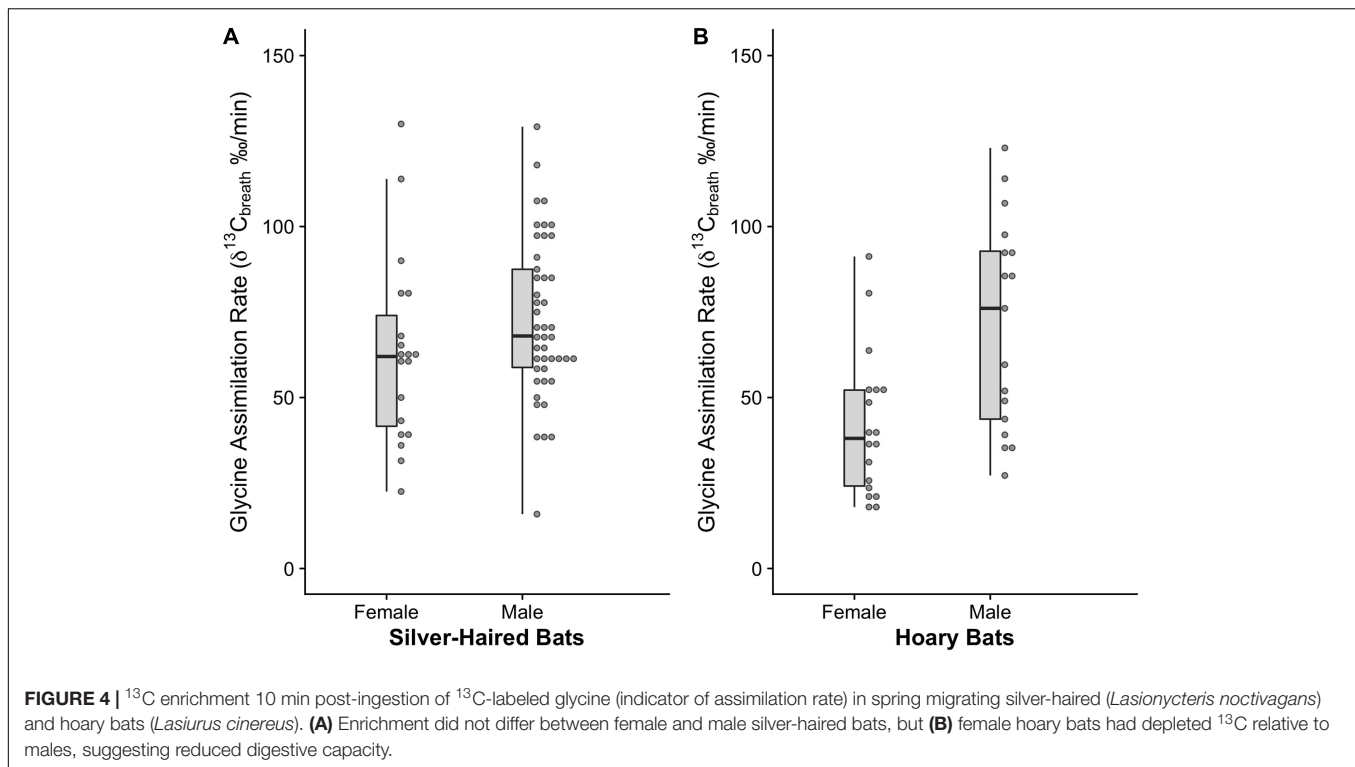 A
150
100
50
0
Glycine Assimilation Rate (δ¹³C_breath ‰/min)
Female Male
Silver-Haired Bats
B
150
100
50
0
Glycine Assimilation Rate (δ¹³C_breath ‰/min)
Female Male
Hoary Bats
FIGURE 4 | ¹³C enrichment 10 min post-ingestion of ¹³C-labeled glycine (indicator of assimilation rate) in spring migrating silver-haired (Lasionycteris noctivagans)
and hoary bats (Lasiurus cinereus). (A) Enrichment did not differ between female and male silver-haired bats, but (B) female hoary bats had depleted ¹³C relative to
males, suggesting reduced digestive capacity.